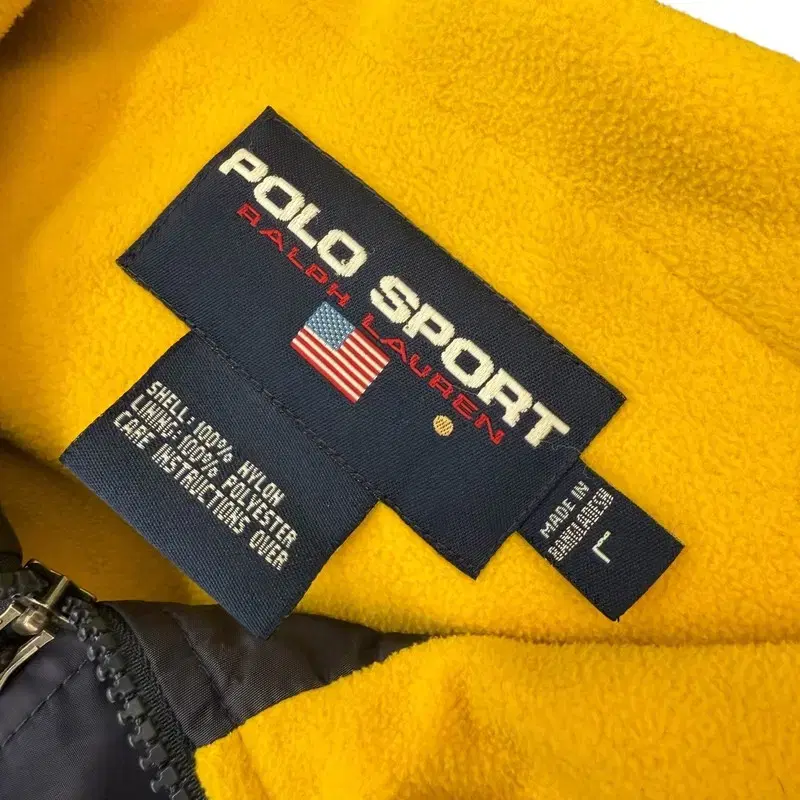 POLO SPORT
RALPH LAUREN
SHELL: 100% NYLON
LINING: 100% POLYESTER
CARE INSTRUCTIONS OVER
MADE IN
BANGLADESH
L